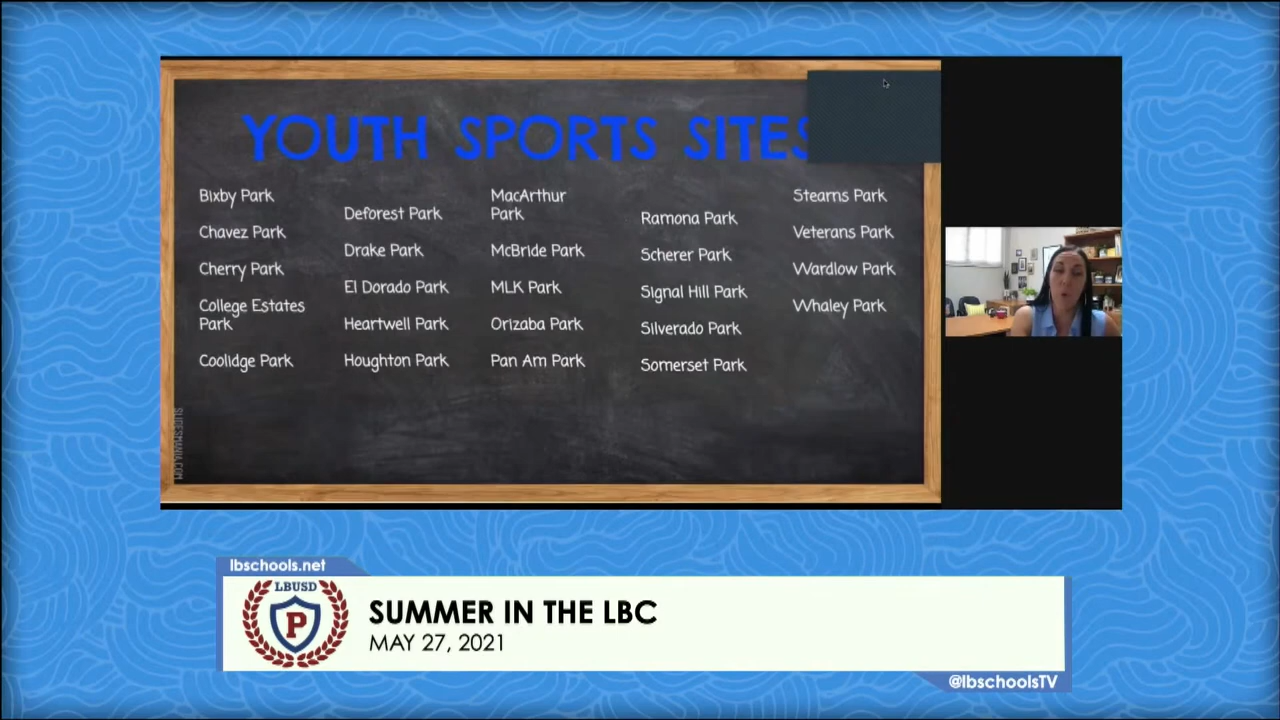 YOUTH SPORTS SITES
Bixby Park
Chavez Park
Cherry Park
College Estates
Park
Coolidge Park
Deforest Park
Drake Park
El Dorado Park
Heartwell Park
Houghton Park
MacArthur
Park
McBride Park
MLK Park
Orizaba Park
Pan Am Park
Ramona Park
Scherer Park
Signal Hill Park
Silverado Park
Somerset Park
Stearns Park
Veterans Park
Wardlow Park
Whaley Park
SLIDESMANIA.COM
lbschools.net
LBUSD
P
SUMMER IN THE LBC
MAY 27, 2021
@lbschoolsTV